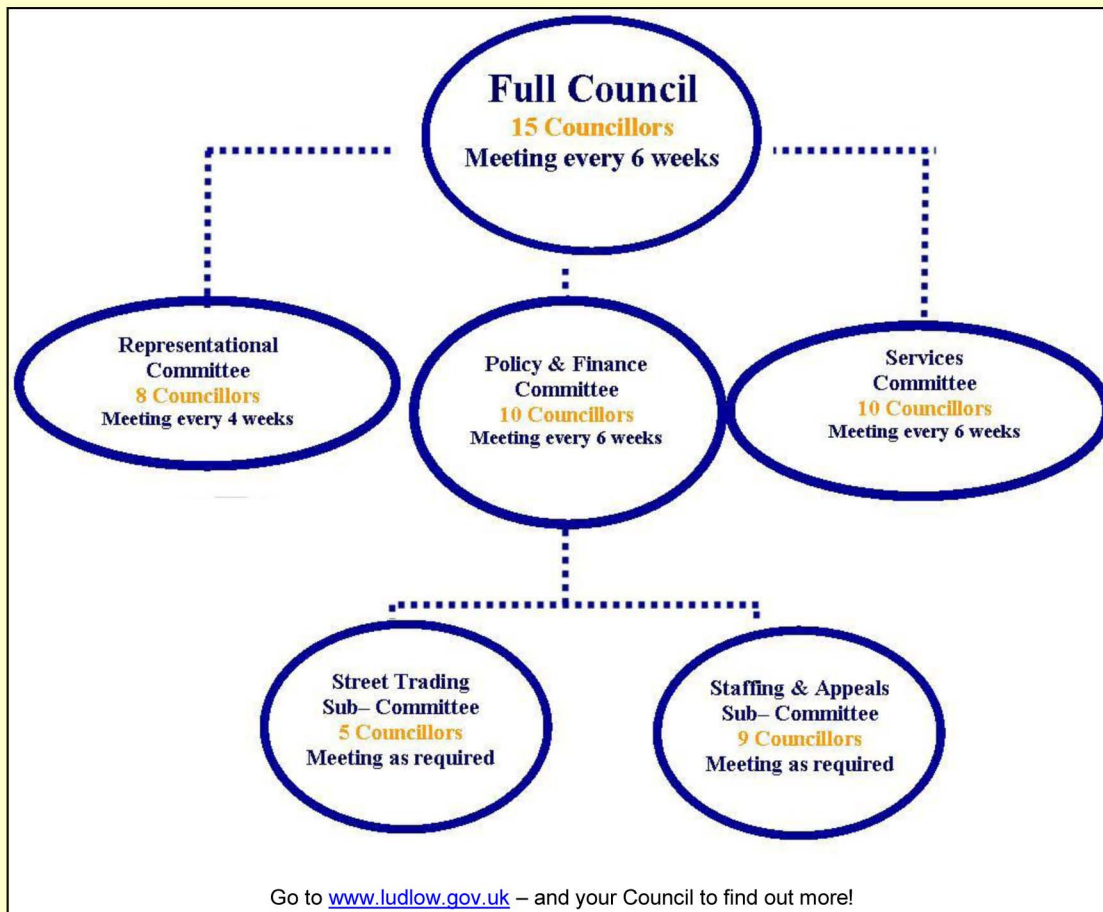 Full Council
15 Councillors
Meeting every 6 weeks
Representational
Committee
8 Councillors
Meeting every 4 weeks
Policy & Finance
Committee
10 Councillors
Meeting every 6 weeks
Services
Committee
10 Councillors
Meeting every 6 weeks
Street Trading
Sub– Committee
5 Councillors
Meeting as required
Staffing & Appeals
Sub– Committee
9 Councillors
Meeting as required
Go to www.ludlow.gov.uk – and your Council to find out more!